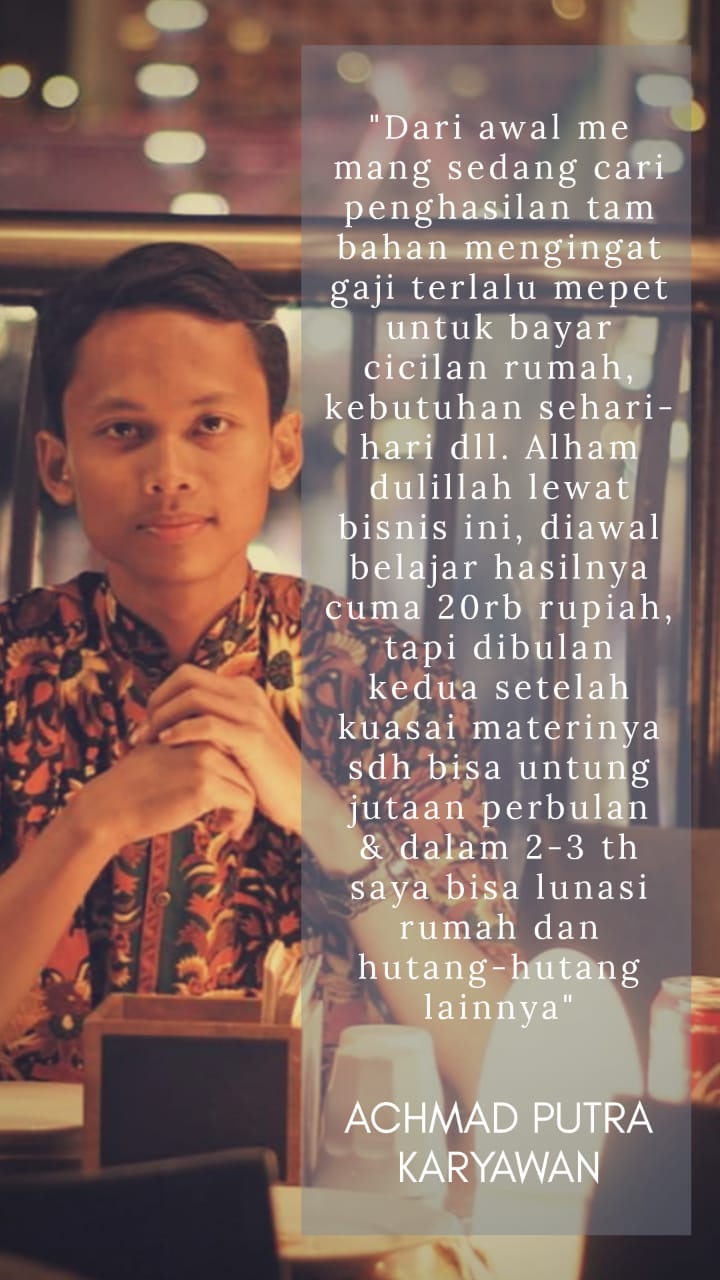 "Dari awal me
mang sedang cari
penghasilan tam
bahan mengingat
gaji terlalu mepet
untuk bayar
cicilan rumah,
kebutuhan sehari-
hari dll. Alham
dulillah lewat
bisnis ini, diawal
belajar hasilnya
cuma 20rb rupiah,
tapi dibulan
kedua setelah
kuasai materinya
sdh bisa untung
jutaan perbulan
& dalam 2-3 th
saya bisa lunasi
rumah dan
hutang-hutang
lainnya"
ACHMAD PUTRA
KARYAWAN